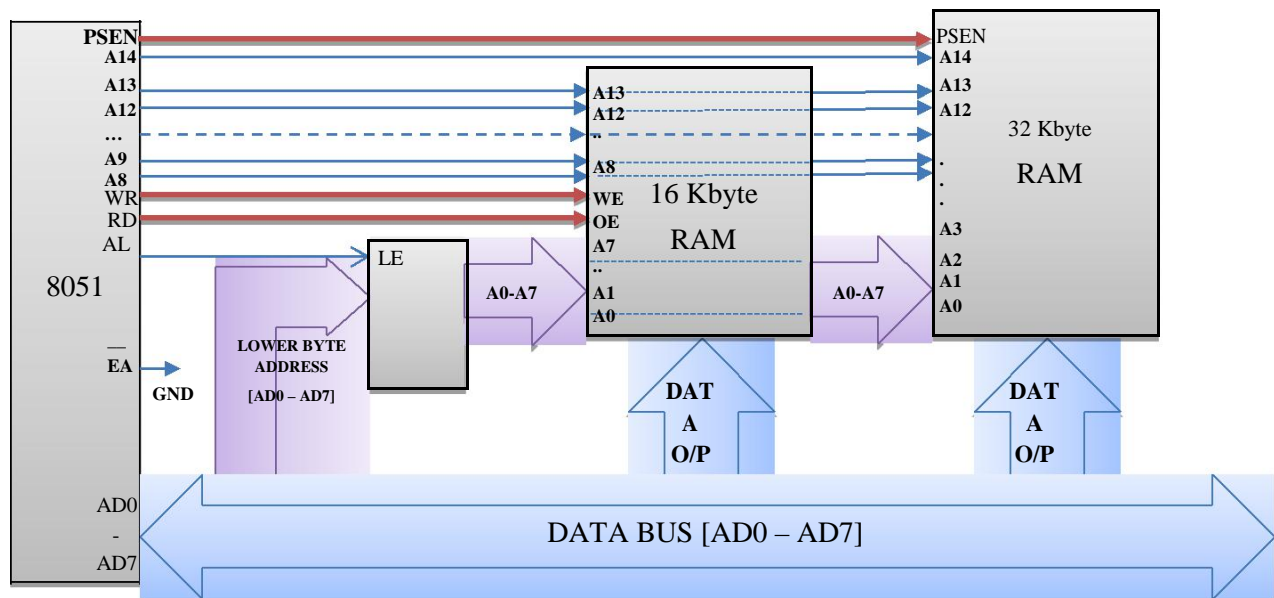 PSEN
A14
A13
A12
...
A9
A8
WR
RD
AL
8051
EA
GND
AD0
-
AD7
LOWER BYTE
ADDRESS
[AD0 – AD7]
LE
A0-A7
A13
A12
..
A8
WE
OE
A7
..
A1
A0
16 Kbyte
RAM
A0-A7
PSEN
A14
A13
A12
.
.
.
A3
A2
A1
A0
32 Kbyte
RAM
DAT
A
O/P
DAT
A
O/P
DATA BUS [AD0 – AD7]